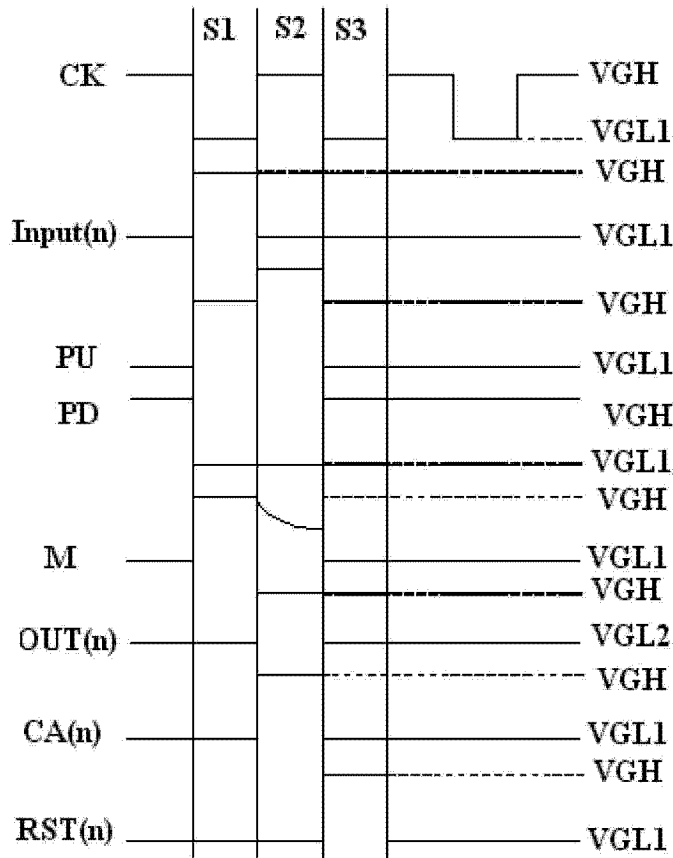 S1 S2 S3
CK VGH
VGL1
VGH
Input(n) VGL1
VGH
PU VGL1
PD VGH
VGL1
VGH
M VGL1
VGH
OUT(n) VGL2
VGH
CA(n) VGL1
VGH
RST(n) VGL1